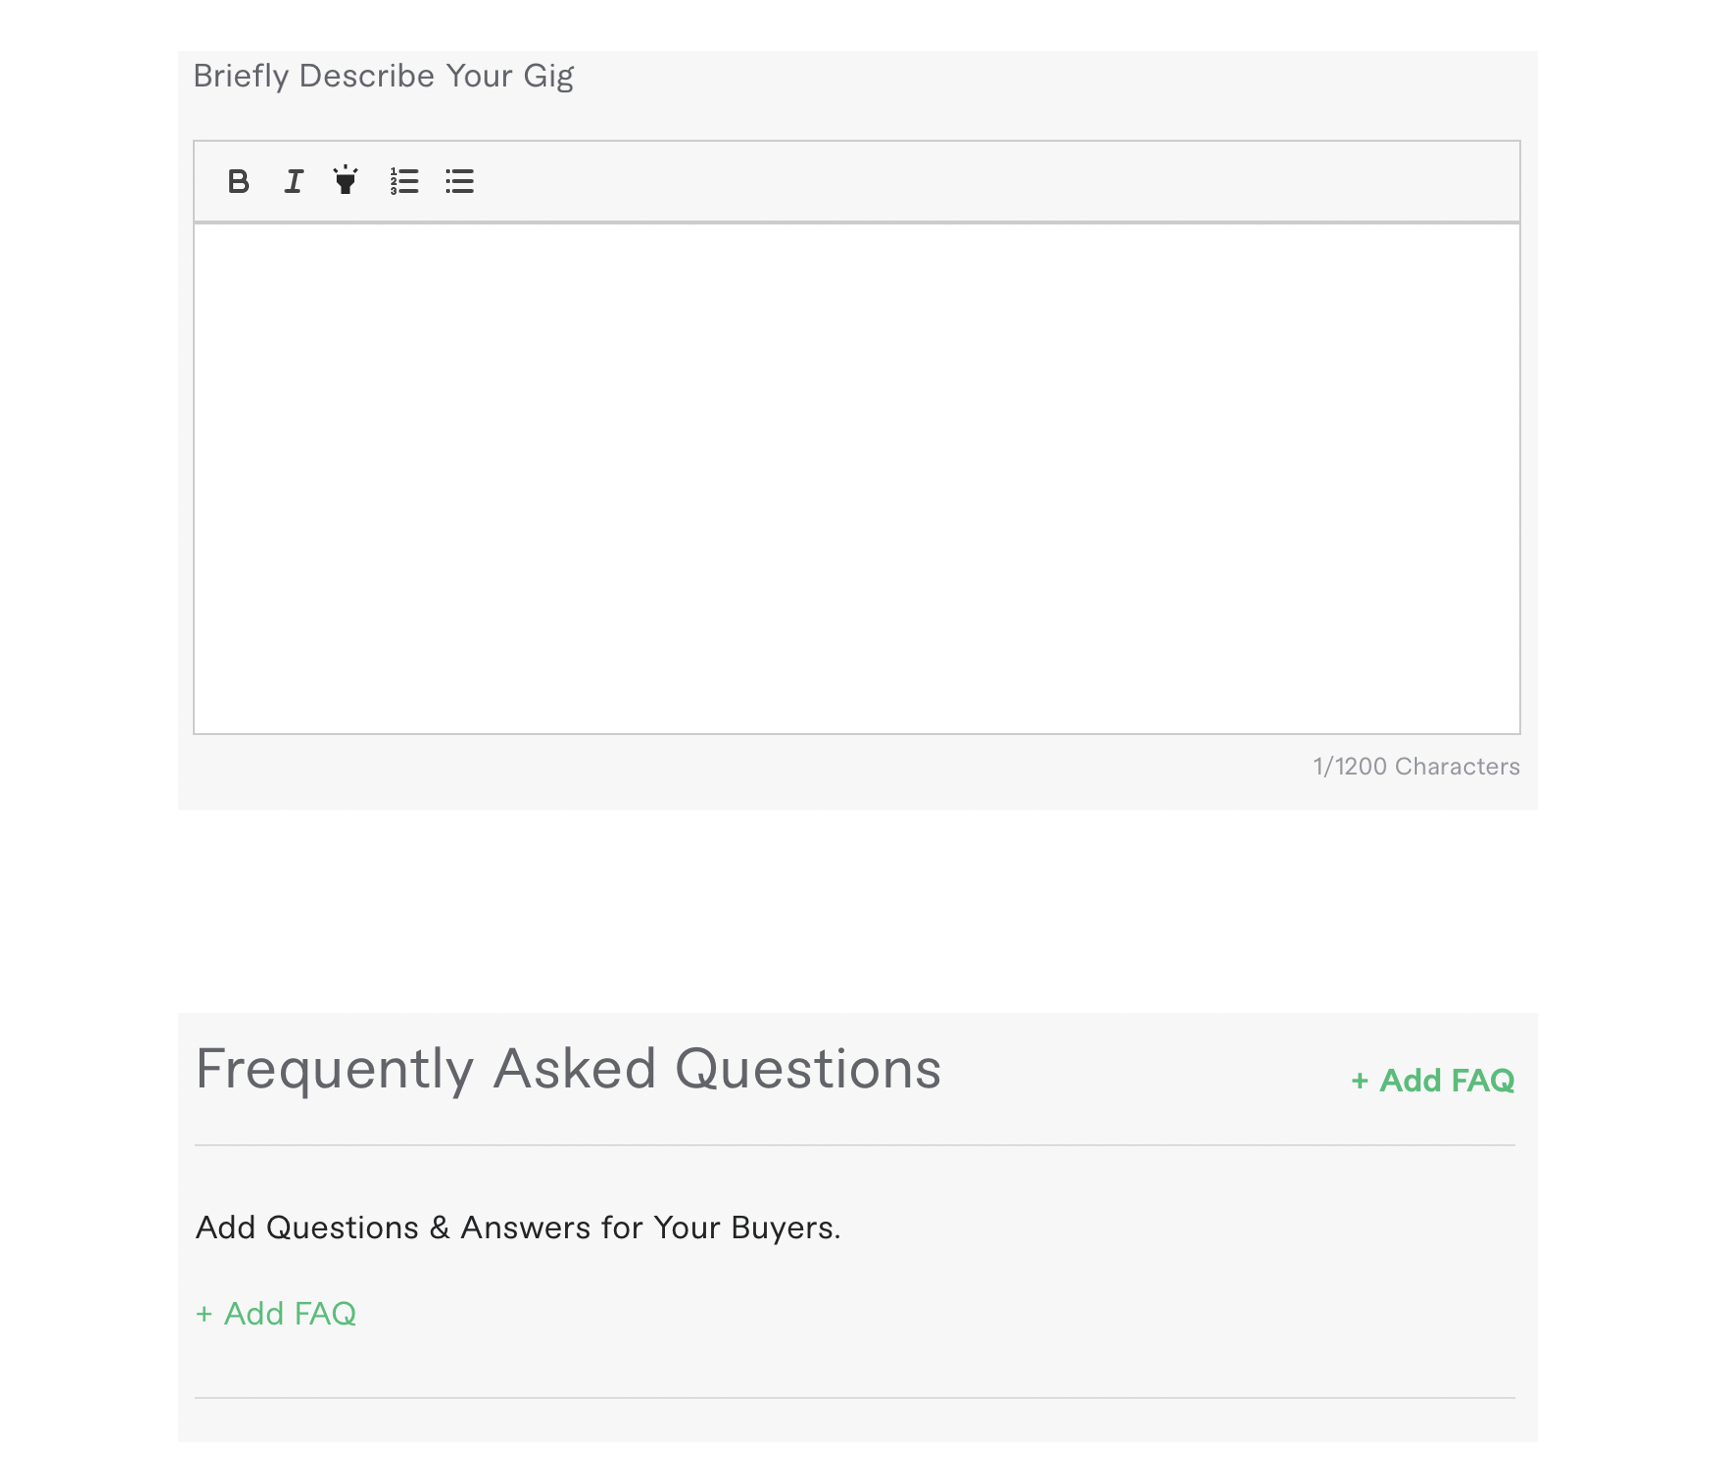 Briefly Describe Your Gig
B I
1/1200 Characters
Frequently Asked Questions
+ Add FAQ
Add Questions & Answers for Your Buyers.
+ Add FAQ